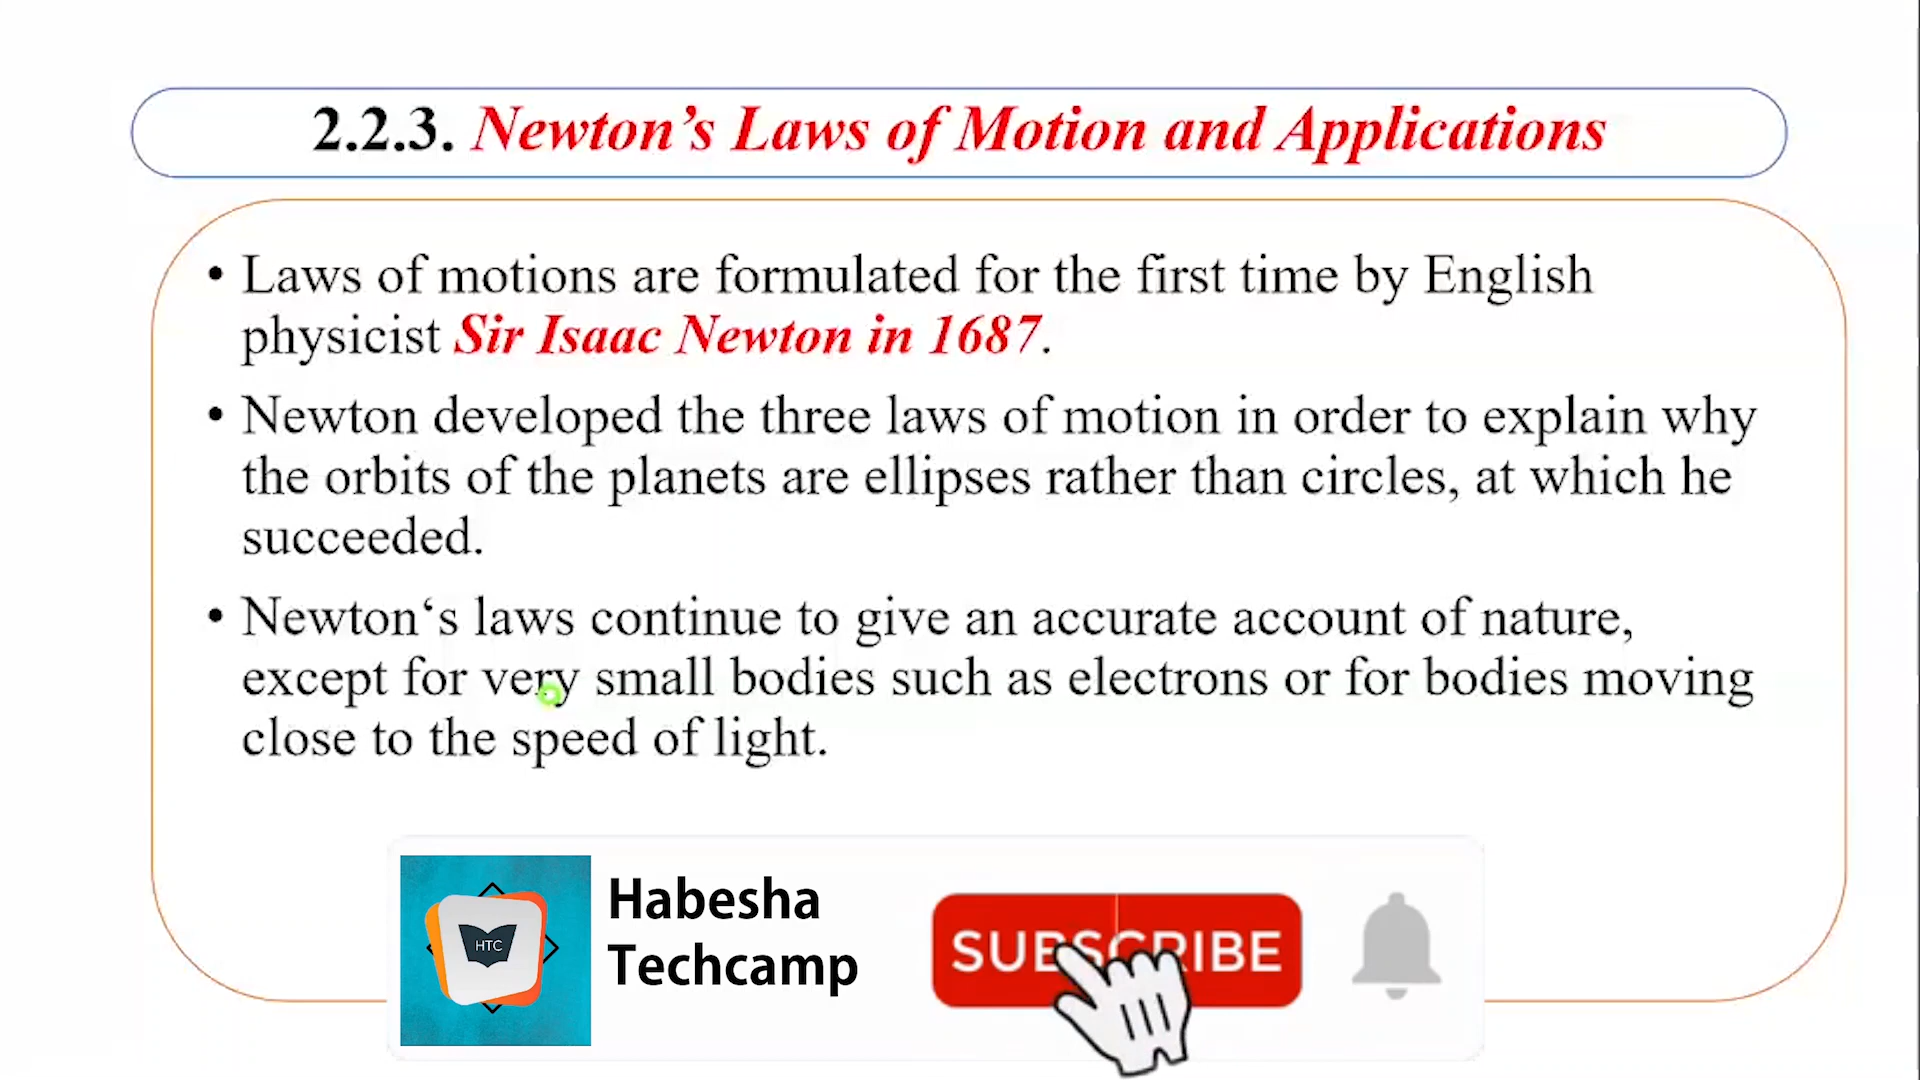 2.2.3. Newton’s Laws of Motion and Applications
• Laws of motions are formulated for the first time by English
physicist Sir Isaac Newton in 1687.
• Newton developed the three laws of motion in order to explain why
the orbits of the planets are ellipses rather than circles, at which he
succeeded.
• Newton‘s laws continue to give an accurate account of nature,
except for very small bodies such as electrons or for bodies moving
close to the speed of light.
HTC
Habesha
Techcamp
SUBSCRIBE